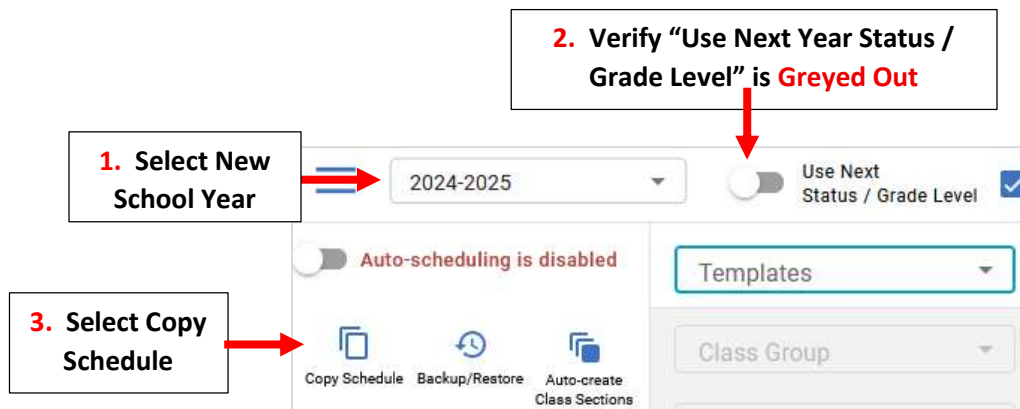 2. Verify “Use Next Year Status /
Grade Level” is Greyed Out
1. Select New
School Year
2024-2025
Use Next
Status / Grade Level
Auto-scheduling is disabled
Templates
3. Select Copy
Schedule
Copy Schedule
Backup/Restore
Auto-create
Class Sections
Class Group